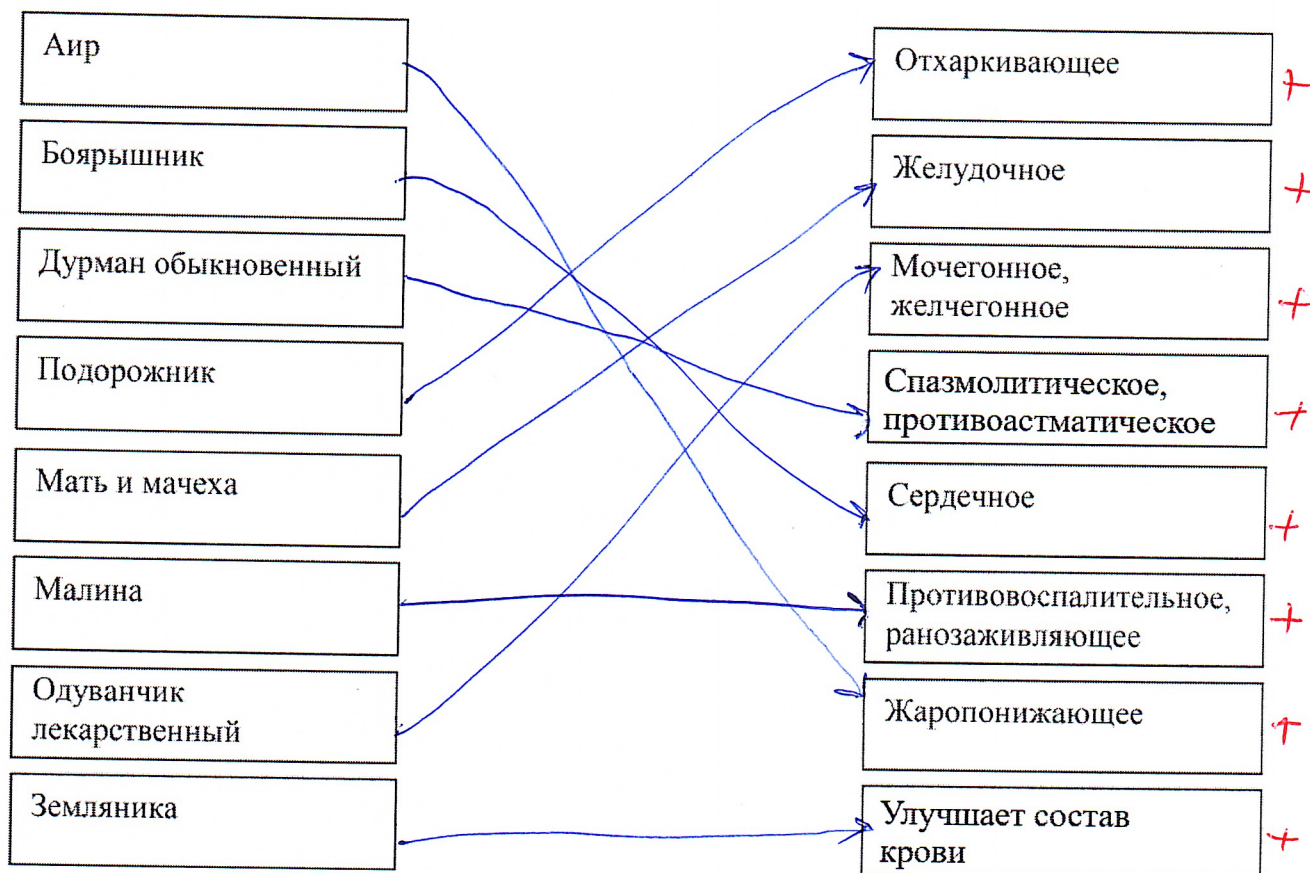 Аир
Отхаркивающее
+
Боярышник
Желудочное
+
Дурман обыкновенный
Мочегонное,
желчегонное
+
Подорожник
Спазмолитическое,
противоастматическое
+
Мать и мачеха
Сердечное
+
Малина
Противовоспалительное,
ранозаживляющее
+
Одуванчик
лекарственный
Жаропонижающее
+
Земляника
Улучшает состав
крови
+